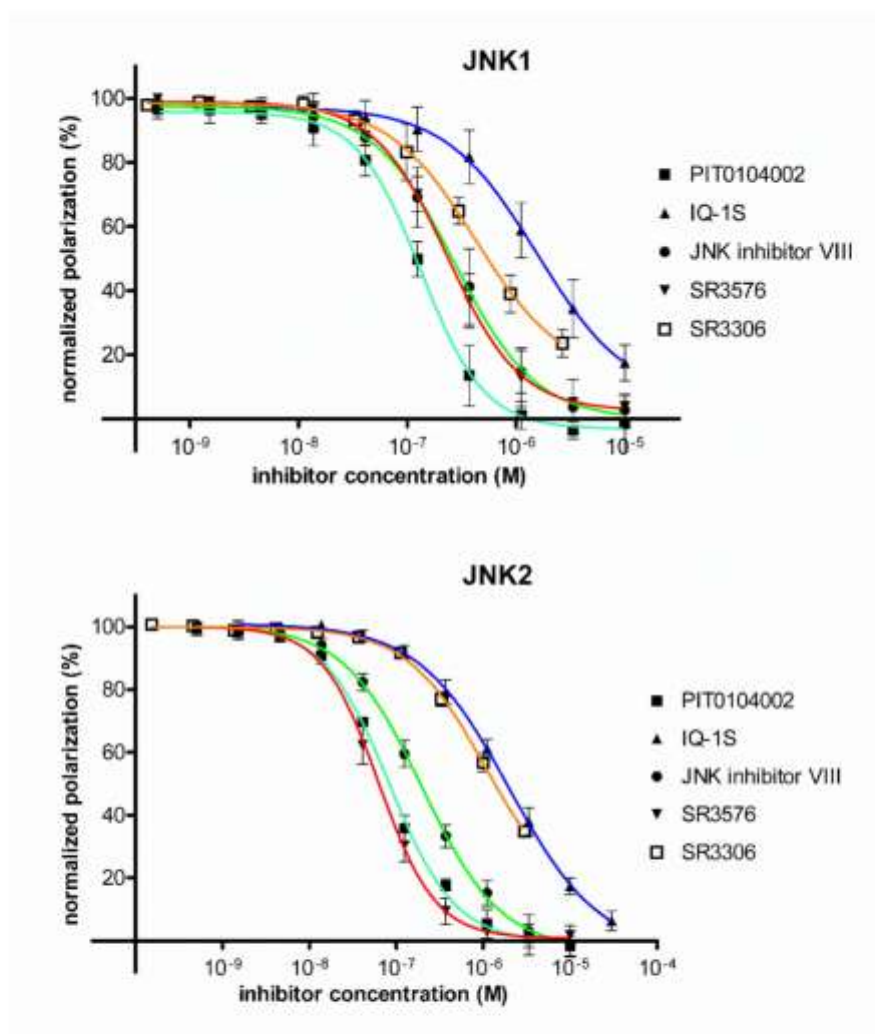 JNK1
normalized polarization (%)
100
80
60
40
20
10-9
10-8
10-7
10-6
10-5
inhibitor concentration (M)
PIT0104002
IQ-1S
JNK inhibitor VIII
SR3576
SR3306
JNK2
normalized polarization (%)
100
80
60
40
20
10-9
10-8
10-7
10-6
10-5
10-4
inhibitor concentration (M)
PIT0104002
IQ-1S
JNK inhibitor VIII
SR3576
SR3306